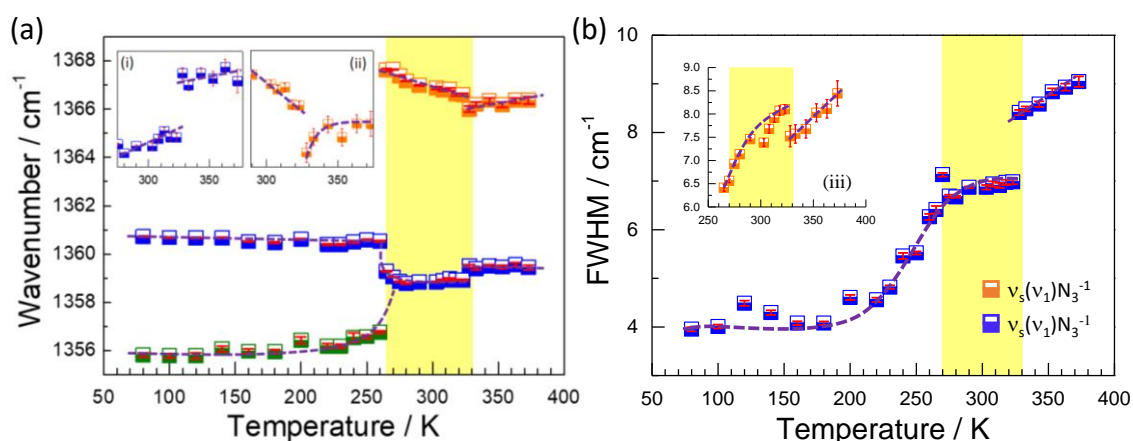 (a)
Wavenumber / cm⁻¹
1368
1366
1364
1362
1360
1358
1356
50 100 150 200 250 300 350 400
Temperature / K
(i)
300 350
(ii)
300 350
(b)
FWHM / cm⁻¹
10
8
6
4
50 100 150 200 250 300 350 400
Temperature / K
9.0
8.5
8.0
7.5
7.0
6.5
6.0
250 300 350 400
(iii)
νₛ(ν₁)N₃⁻¹
νₛ(ν₁)N₃⁻¹